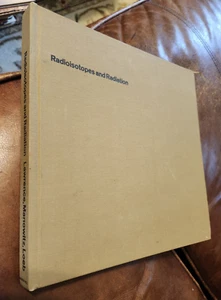 Radioisotopes and Radiation
Radioisotopes and Radiation Lawrence, Manowitz, Loeb